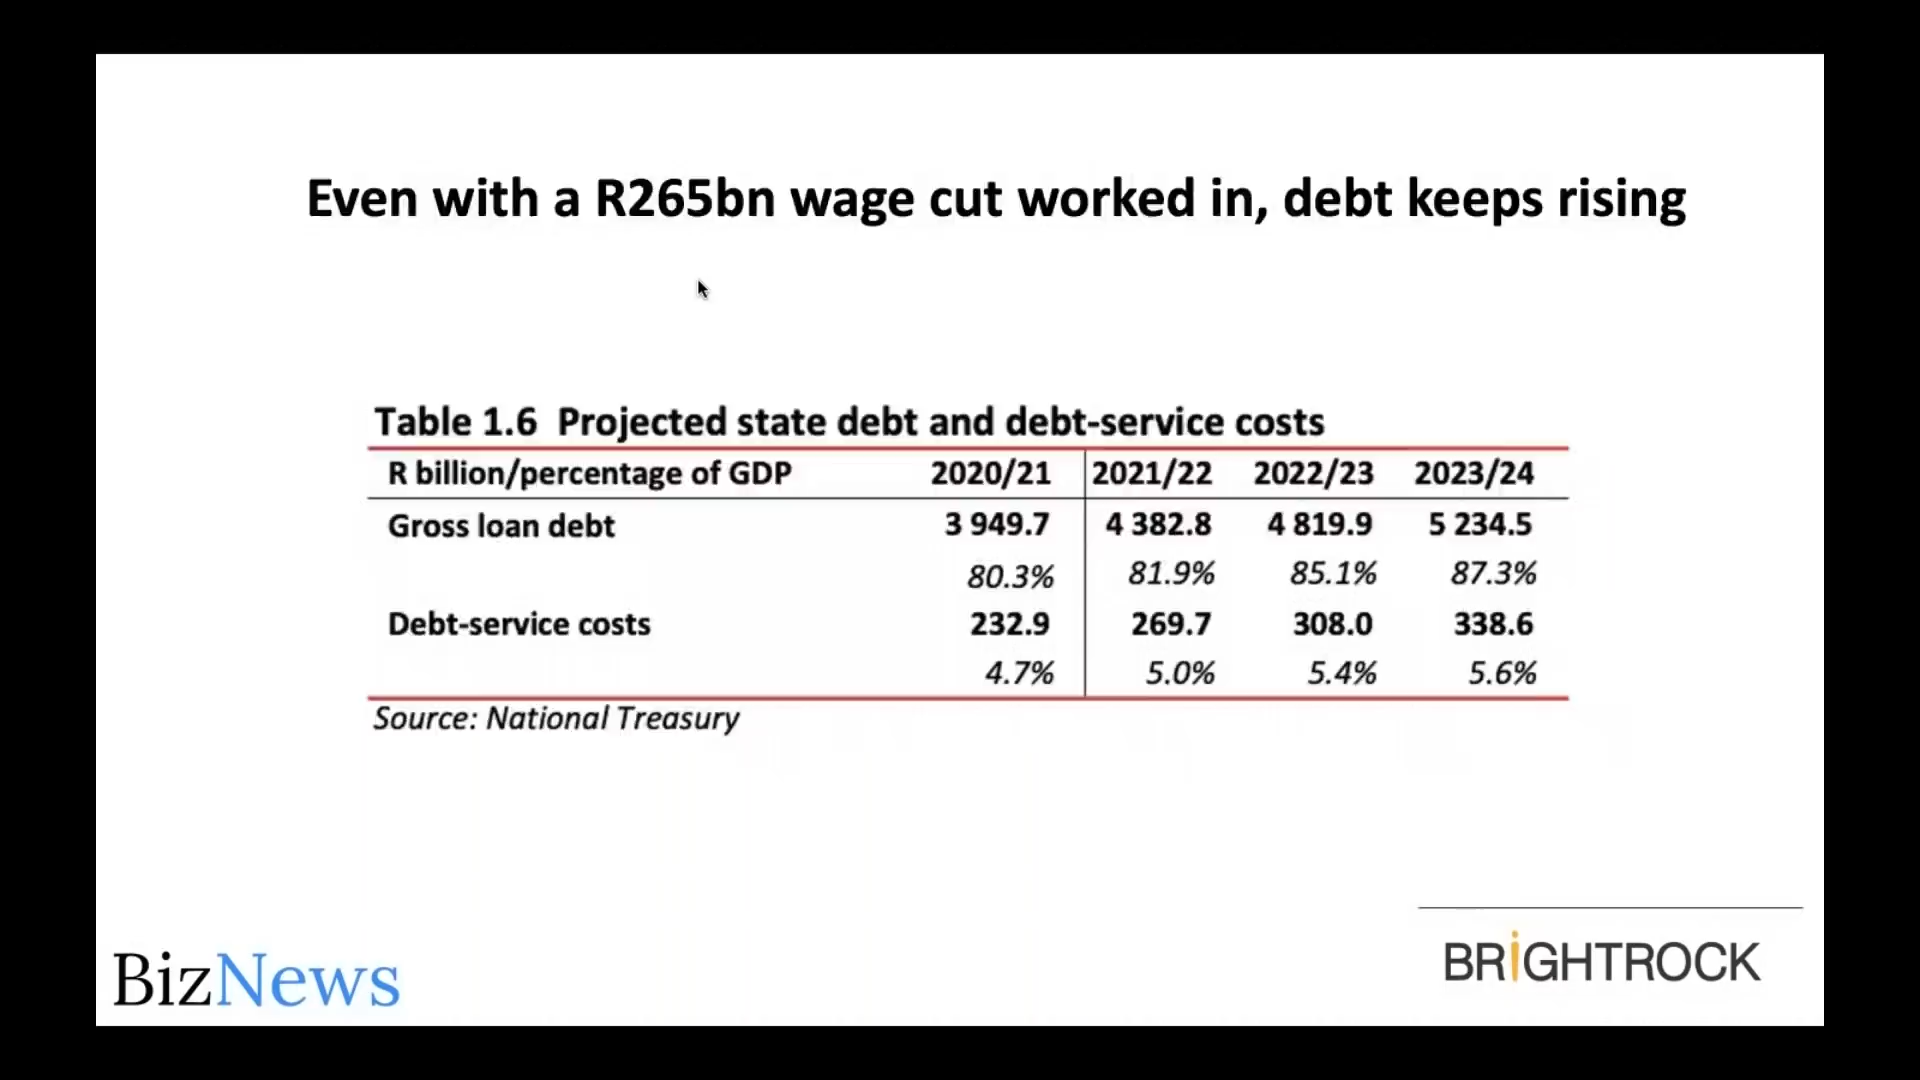 Even with a R265bn wage cut worked in, debt keeps rising
Table 1.6 Projected state debt and debt-service costs
R billion/percentage of GDP 2020/21 2021/22 2022/23 2023/24
Gross loan debt 3 949.7 4 382.8 4 819.9 5 234.5
80.3% 81.9% 85.1% 87.3%
Debt-service costs 232.9 269.7 308.0 338.6
4.7% 5.0% 5.4% 5.6%
Source: National Treasury
BizNews
BRiGHTROCK